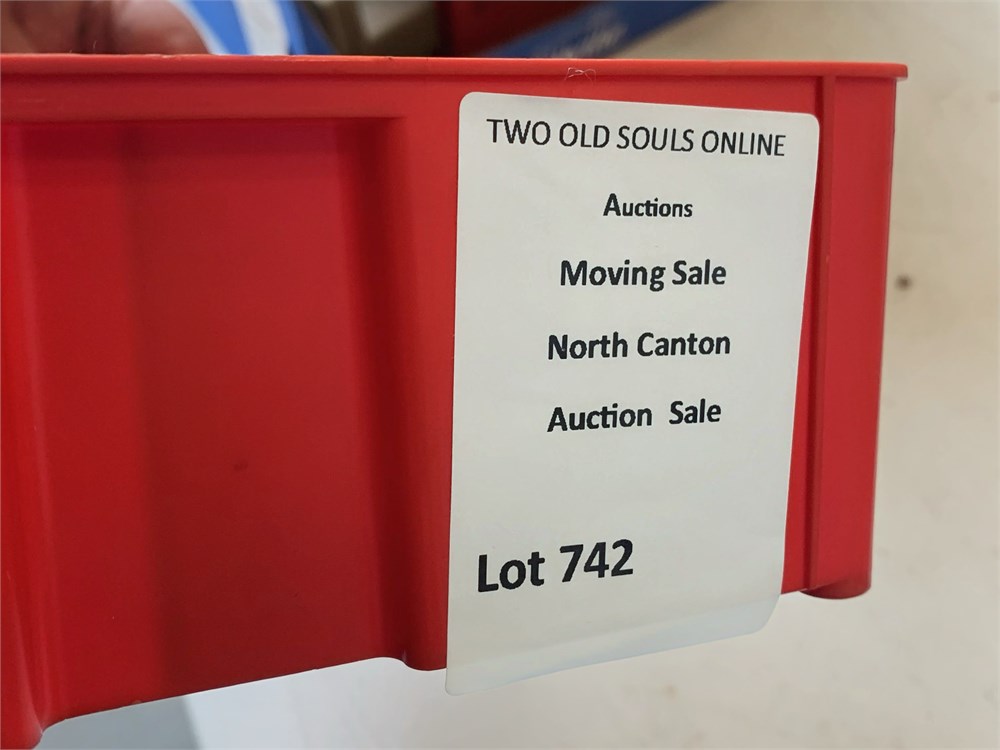 TWO OLD SOULS ONLINE
Auctions
Moving Sale
North Canton
Auction Sale
Lot 742